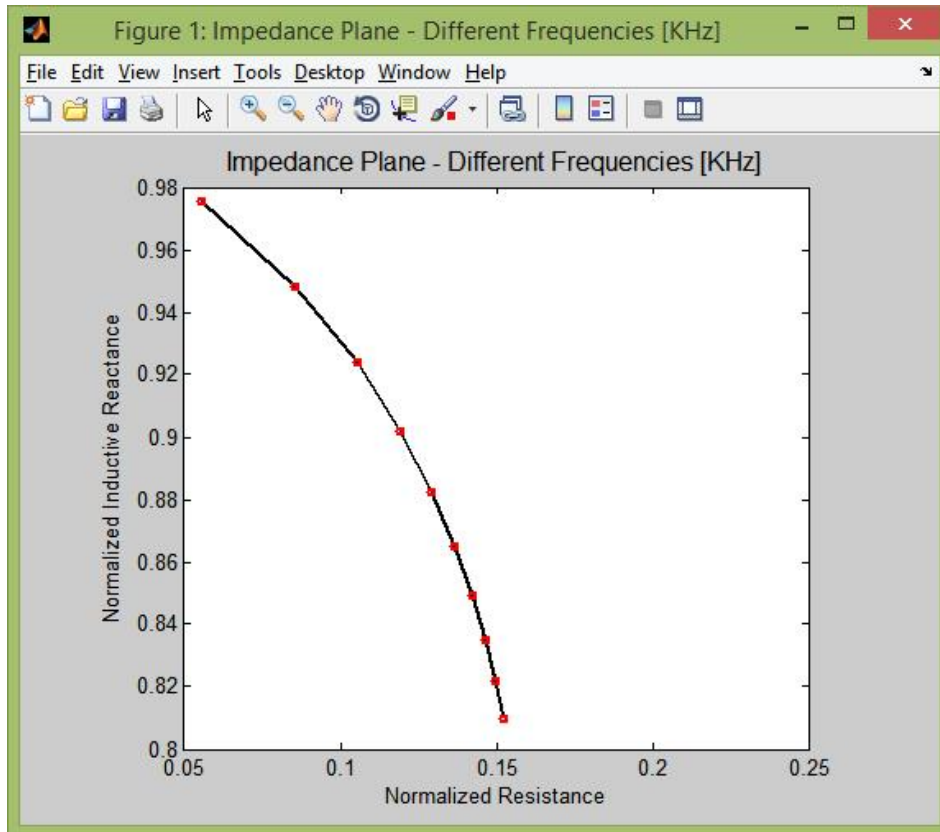 Figure 1: Impedance Plane - Different Frequencies [KHz]
File Edit View Insert Tools Desktop Window Help
Impedance Plane - Different Frequencies [KHz]
0.98
0.96
0.94
0.92
0.9
0.88
0.86
0.84
0.82
0.8
Normalized Inductive Reactance
0.05 0.1 0.15 0.2 0.25
Normalized Resistance